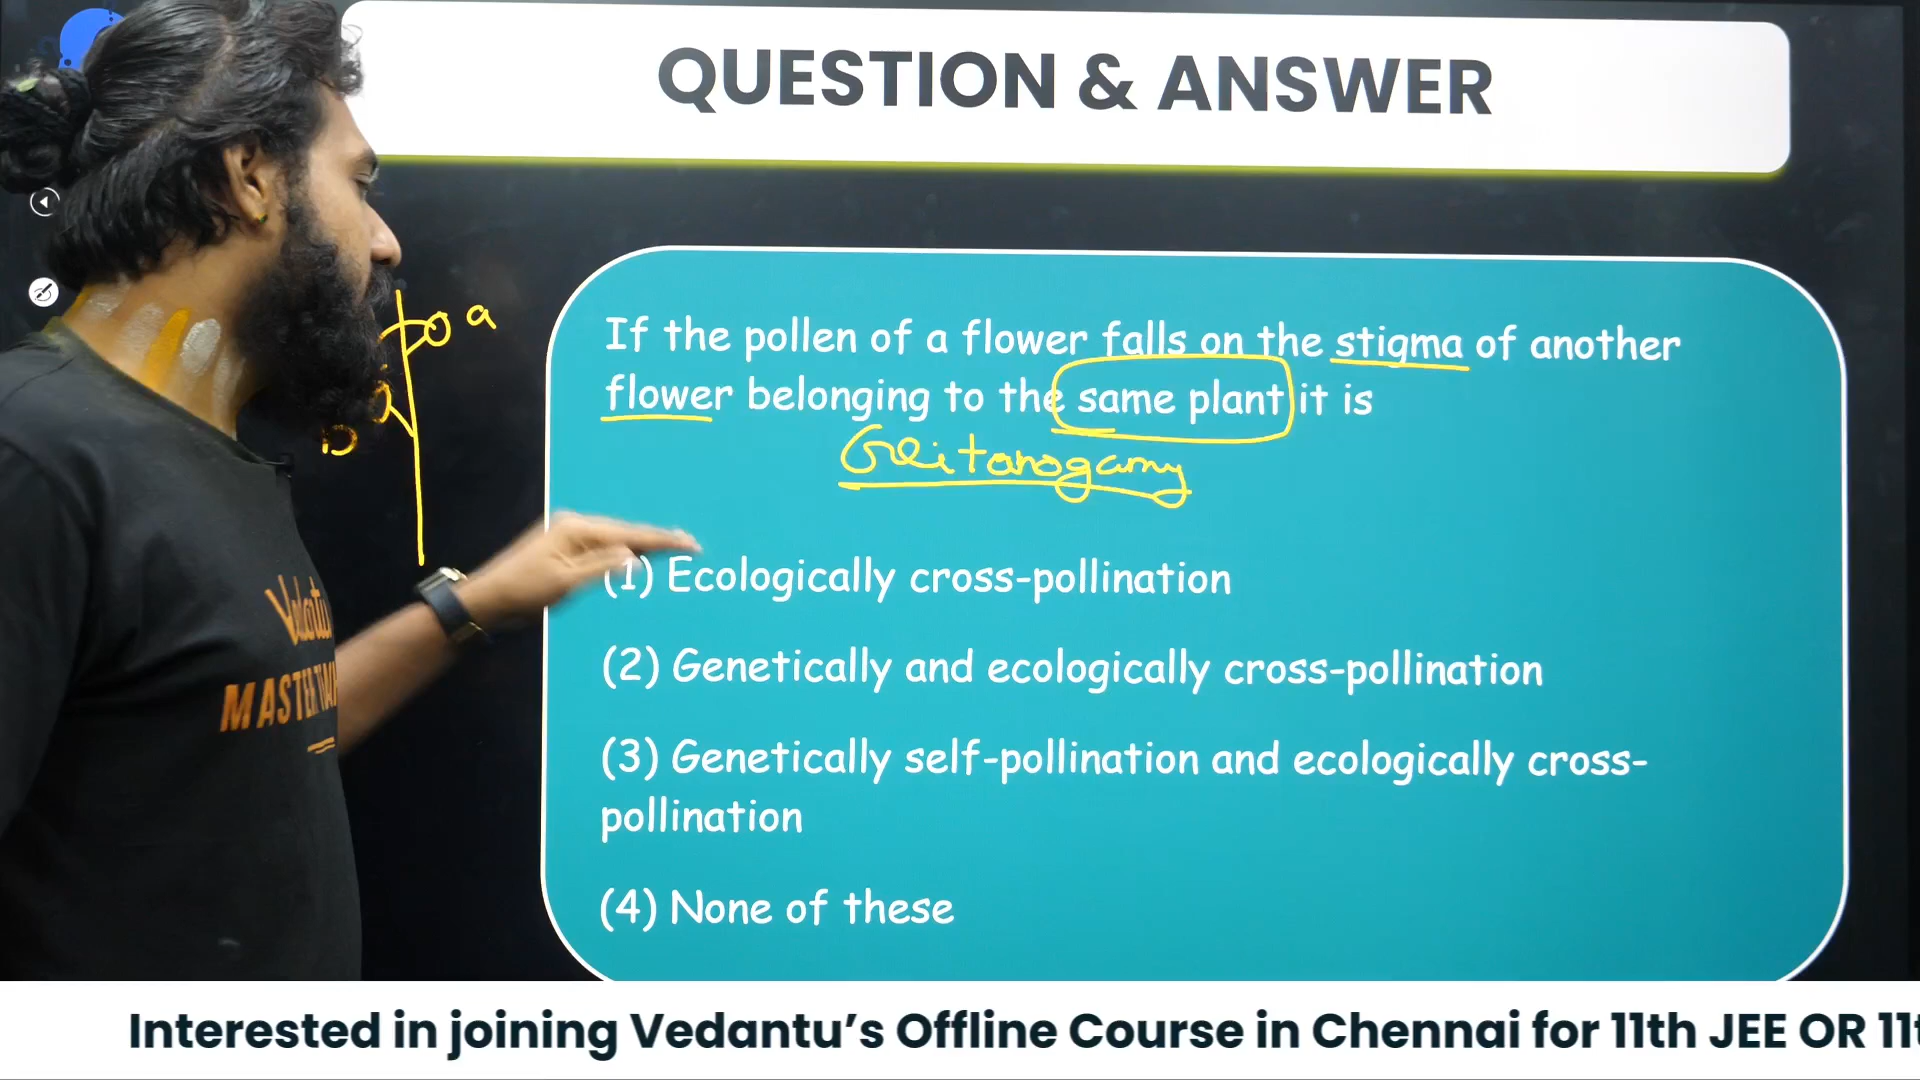 QUESTION & ANSWER
a
b
If the pollen of a flower falls on the stigma of another
flower belonging to the same plant it is
Geitonogamy
(1) Ecologically cross-pollination
(2) Genetically and ecologically cross-pollination
(3) Genetically self-pollination and ecologically cross-
pollination
(4) None of these
Vedantu
MASTER
Interested in joining Vedantu’s Offline Course in Chennai for 11th JEE OR